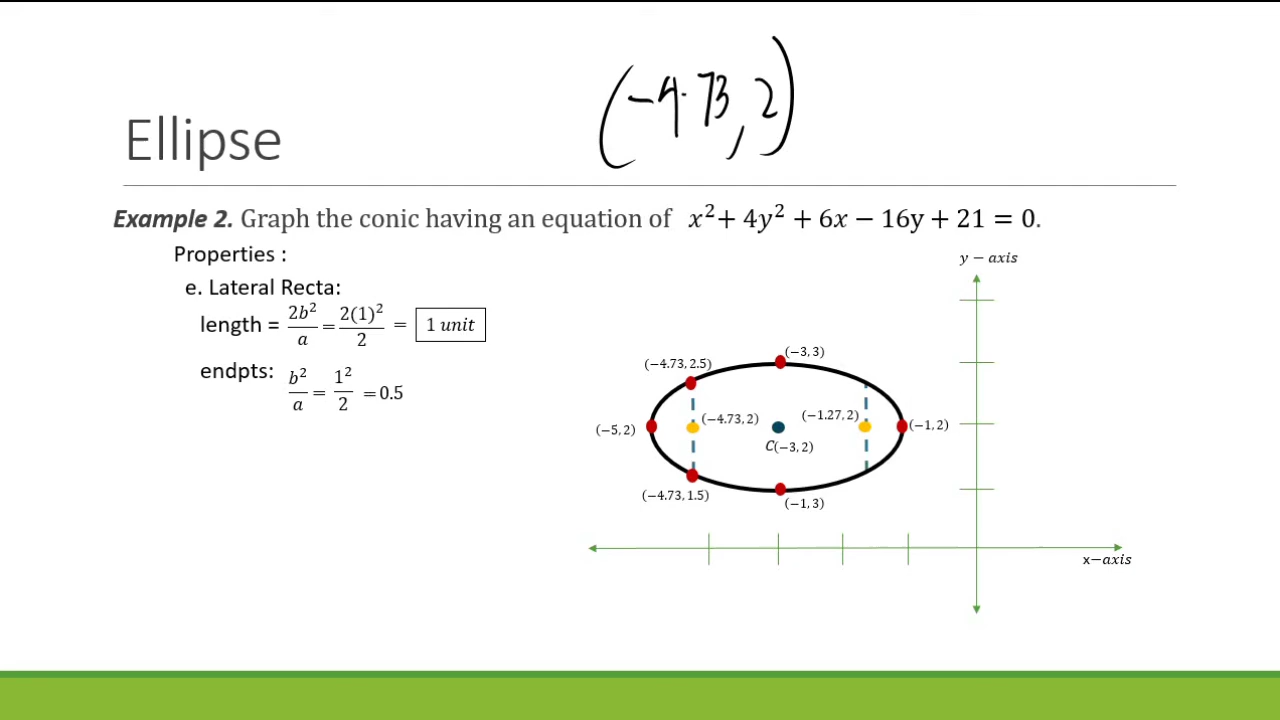 (-4.73, 2)
Ellipse
Example 2. Graph the conic having an equation of x² + 4y² + 6x − 16y + 21 = 0.
Properties :
e. Lateral Recta:
length = 2b²/a = 2(1)²/2 = 1 unit
endpts: b²/a = 1²/2 = 0.5
y − axis
(−3, 3)
(−4.73, 2.5)
(−4.73, 2)
(−1.27, 2)
(−5, 2)
(−1, 2)
C(−3, 2)
(−4.73, 1.5)
(−1, 3)
x−axis